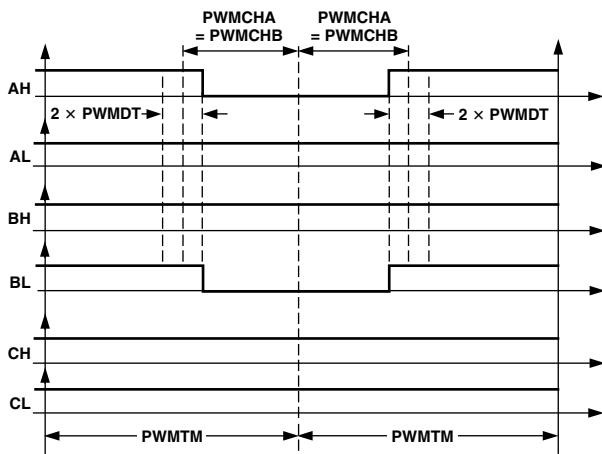 PWMCHA PWMCHA
= PWMCHB = PWMCHB
AH
2 × PWMDT 2 × PWMDT
AL
BH
BL
CH
CL
PWMTM PWMTM